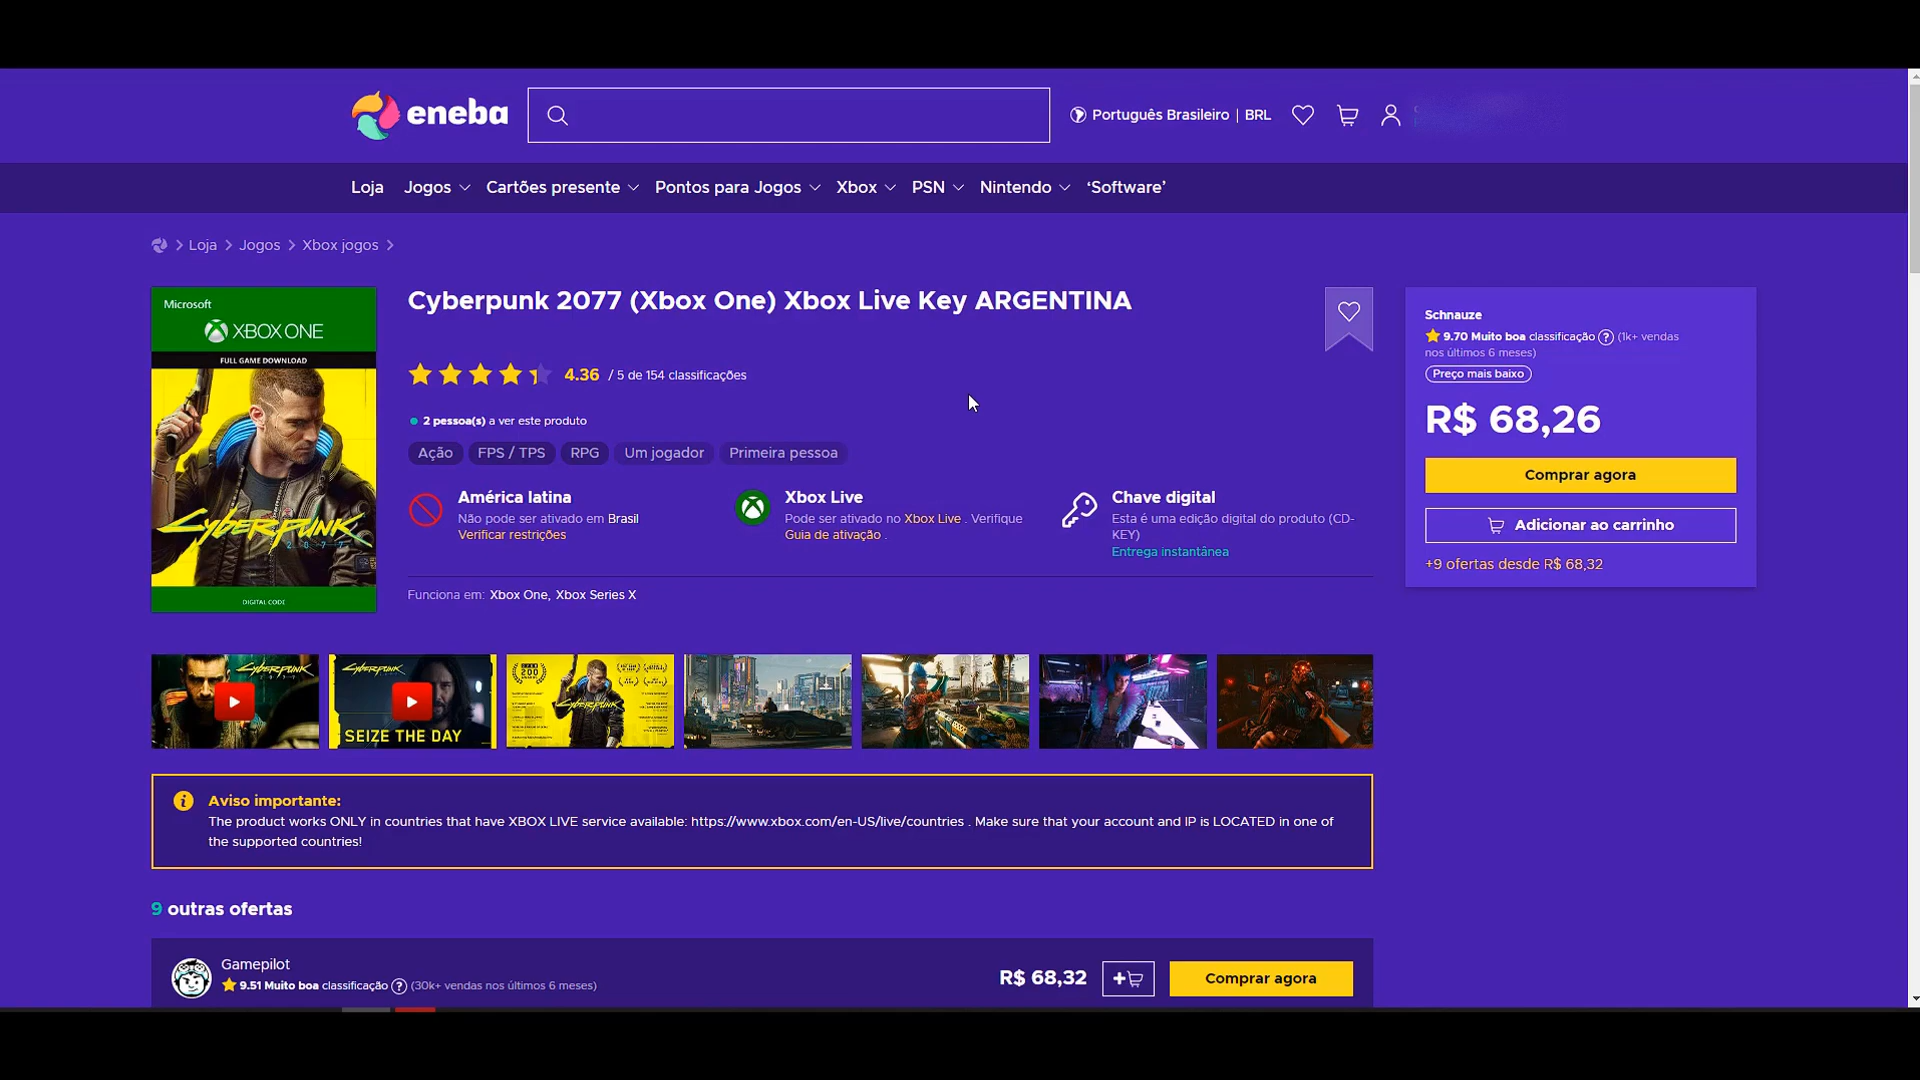 eneba
Português Brasileiro | BRL
Loja Jogos Cartões presente Pontos para Jogos Xbox PSN Nintendo ‘Software’
Loja Jogos Xbox jogos
Microsoft
XBOX ONE
FULL GAME DOWNLOAD
CYBERPUNK
2077
DIGITAL CODE
Cyberpunk 2077 (Xbox One) Xbox Live Key ARGENTINA
4.36 / 5 de 154 classificações
2 pessoa(s) a ver este produto
Ação FPS / TPS RPG Um jogador Primeira pessoa
América latina
Não pode ser ativado em Brasil
Verificar restrições
Xbox Live
Pode ser ativado no Xbox Live . Verifique
Guia de ativação .
Chave digital
Esta é uma edição digital do produto (CD-
KEY)
Entrega instantânea
Funciona em: Xbox One, Xbox Series X
Schnauze
9.70 Muito boa classificação ? (1k+ vendas
nos últimos 6 meses)
Preço mais baixo
R$ 68,26
Comprar agora
Adicionar ao carrinho
+9 ofertas desde R$ 68,32
CYBERPUNK
CYBERPUNK
SEIZE THE DAY
200
CYBERPUNK
Aviso importante:
The product works ONLY in countries that have XBOX LIVE service available: https://www.xbox.com/en-US/live/countries . Make sure that your account and IP is LOCATED in one of
the supported countries!
9 outras ofertas
Gamepilot
9.51 Muito boa classificação ? (30k+ vendas nos últimos 6 meses)
R$ 68,32
Comprar agora